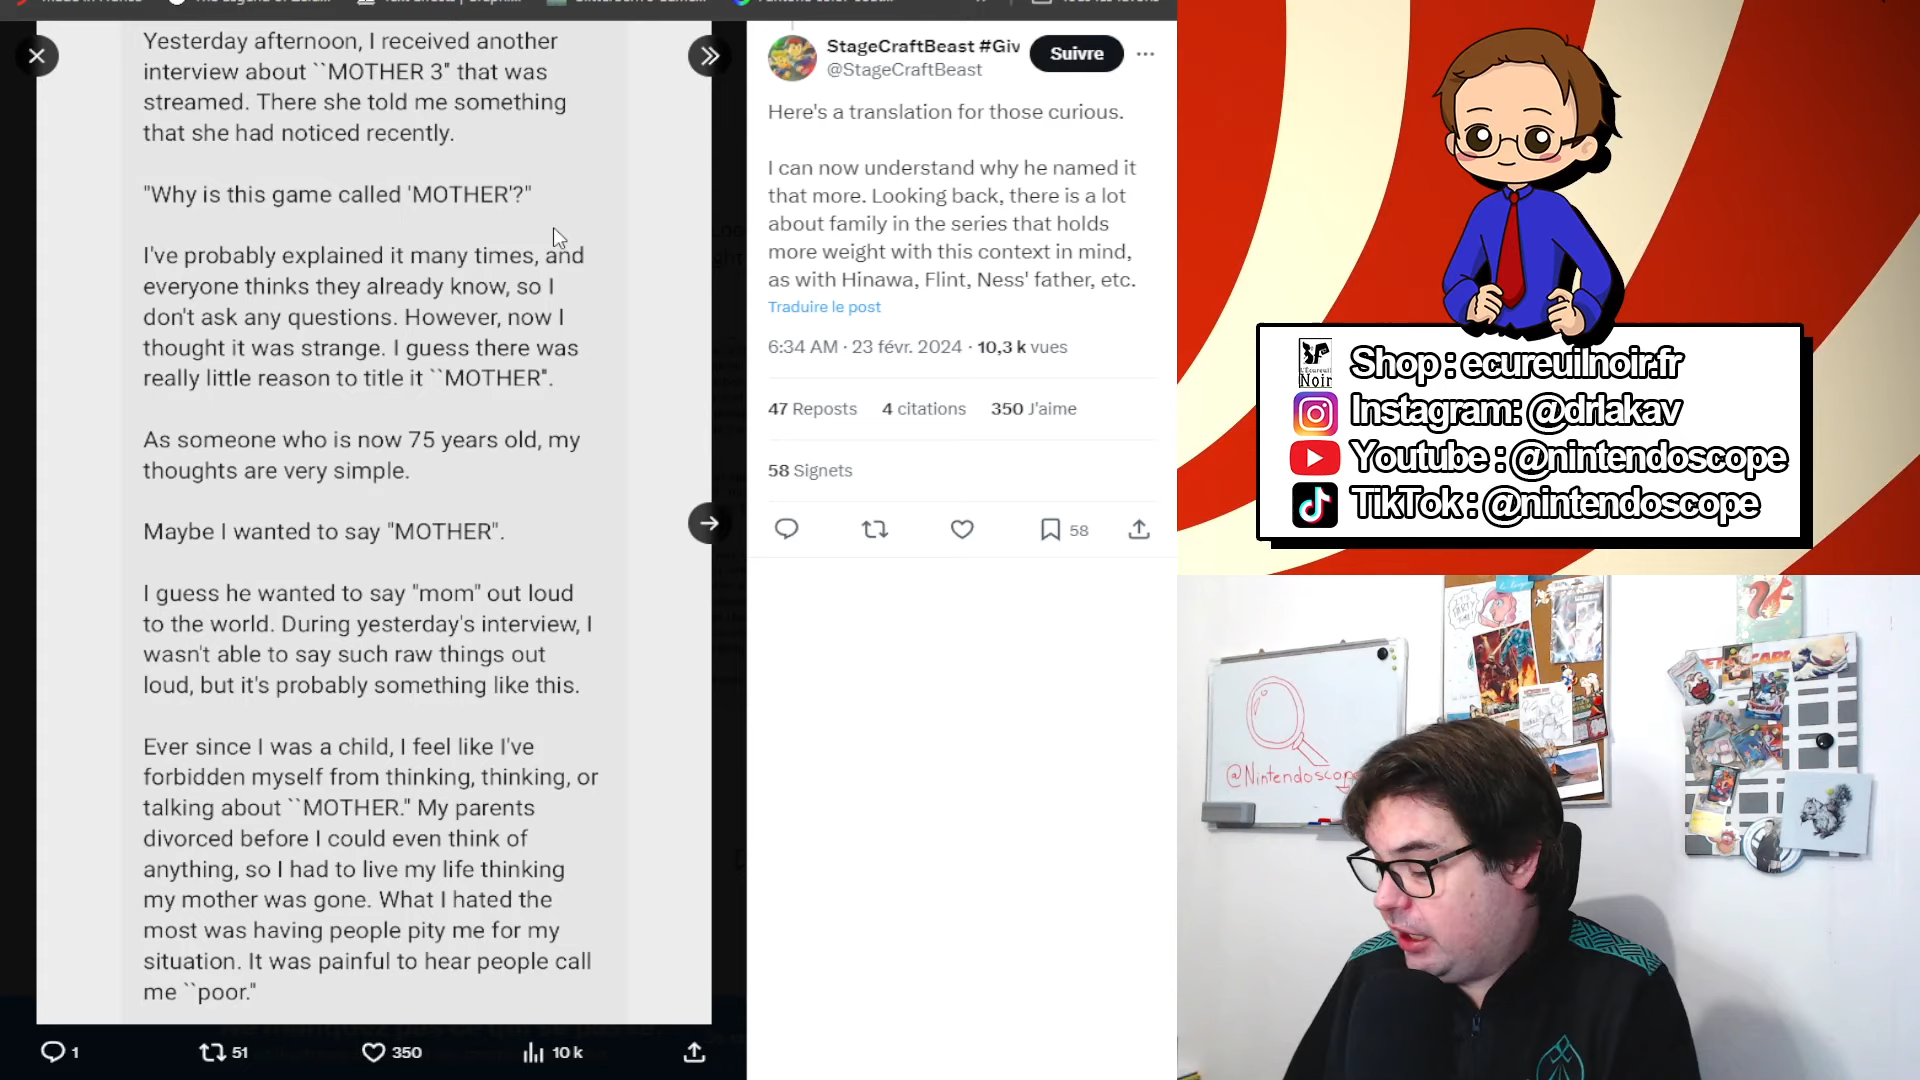 Yesterday afternoon, I received another
interview about ``MOTHER 3" that was
streamed. There she told me something
that she had noticed recently.
"Why is this game called 'MOTHER'?"
I've probably explained it many times, and
everyone thinks they already know, so I
don't ask any questions. However, now I
thought it was strange. I guess there was
really little reason to title it ``MOTHER".
As someone who is now 75 years old, my
thoughts are very simple.
Maybe I wanted to say "MOTHER".
I guess he wanted to say "mom" out loud
to the world. During yesterday's interview, I
wasn't able to say such raw things out
loud, but it's probably something like this.
Ever since I was a child, I feel like I've
forbidden myself from thinking, thinking, or
talking about ``MOTHER." My parents
divorced before I could even think of
anything, so I had to live my life thinking
my mother was gone. What I hated the
most was having people pity me for my
situation. It was painful to hear people call
me ``poor."
1
51
350
10 k
StageCraftBeast #Giv
@StageCraftBeast
Suivre
Here's a translation for those curious.
I can now understand why he named it
that more. Looking back, there is a lot
about family in the series that holds
more weight with this context in mind,
as with Hinawa, Flint, Ness' father, etc.
Traduire le post
6:34 AM · 23 févr. 2024 · 10,3 k vues
47 Reposts 4 citations 350 J'aime
58 Signets
58
Noir
Shop : ecureuilnoir.fr
Instagram: @drlakav
Youtube : @nintendoscope
TikTok : @nintendoscope
@Nintendoscope